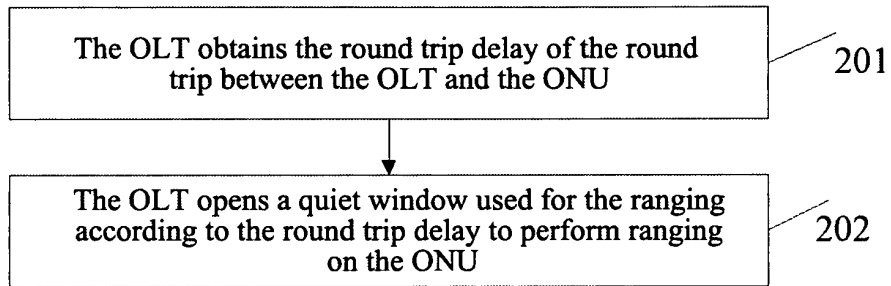 The OLT obtains the round trip delay of the round
trip between the OLT and the ONU
201
The OLT opens a quiet window used for the ranging
according to the round trip delay to perform ranging
on the ONU
202